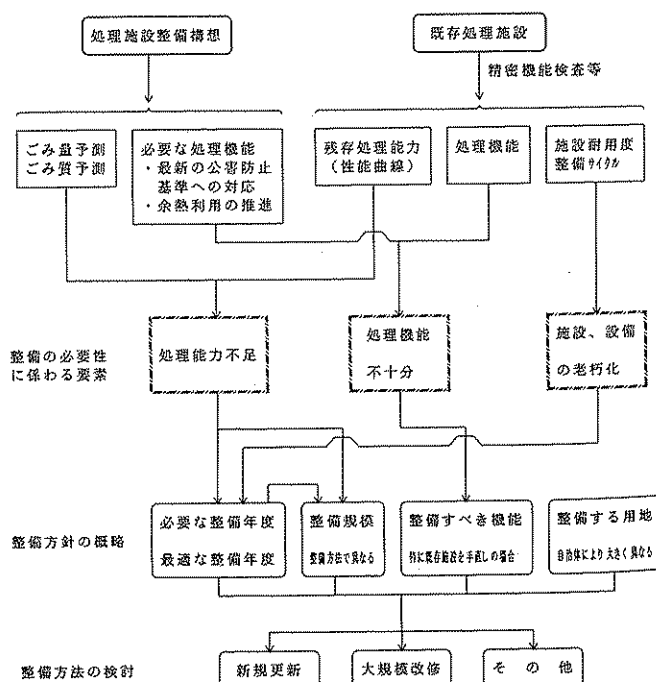 処理施設整備構想
既存処理施設
精密機能検査等
ごみ量予測
ごみ質予測
必要な処理機能
・最新の公害防止
基準への対応
・余熱利用の推進
残存処理能力
（性能曲線）
処理機能
施設耐用度
整備サイクル
整備の必要性
に係わる要素
処理能力不足
処理機能
不十分
施設、設備
の老朽化
整備方針の概略
必要な整備年度
最適な整備年度
整備規模
整備方法で異なる
整備すべき機能
特に既存施設を手直しの場合
整備する用地
自治体により大きく異なる
整備方法の検討
新規更新
大規模改修
その他